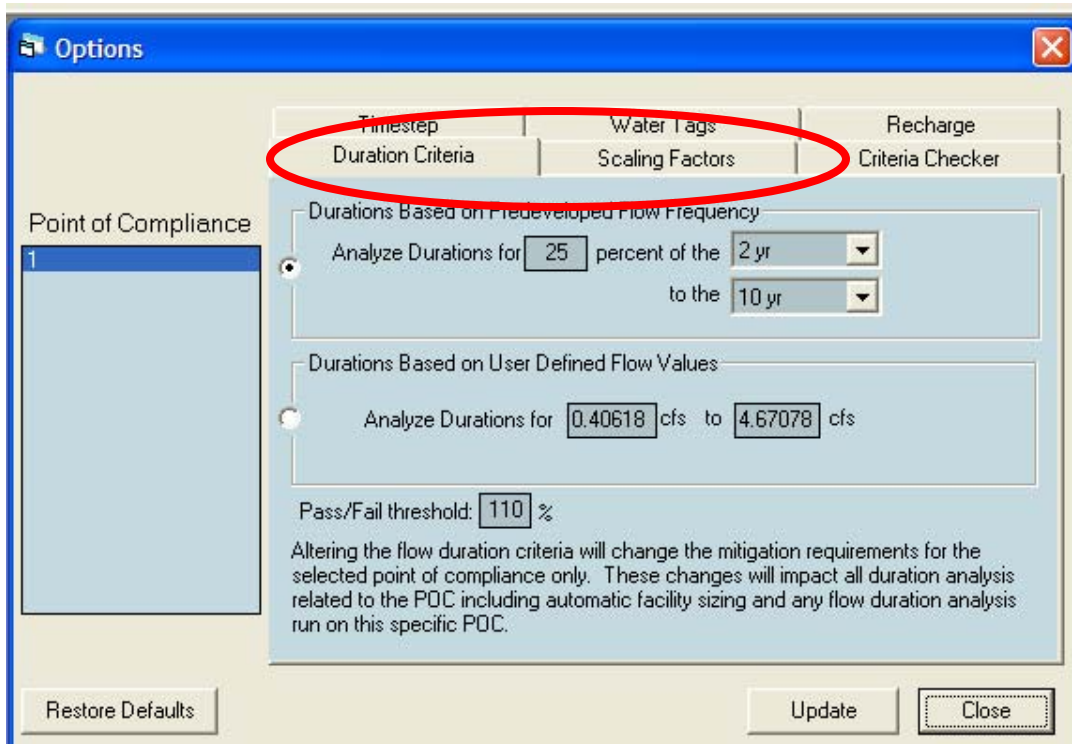 Options
Timestep
Water Tags
Recharge
Duration Criteria
Scaling Factors
Criteria Checker
Point of Compliance
1
Durations Based on Predeveloped Flow Frequency
Analyze Durations for 25 percent of the 2 yr
to the 10 yr
Durations Based on User Defined Flow Values
Analyze Durations for 0.40618 cfs to 4.67078 cfs
Pass/Fail threshold: 110 %
Altering the flow duration criteria will change the mitigation requirements for the
selected point of compliance only. These changes will impact all duration analysis
related to the POC including automatic facility sizing and any flow duration analysis
run on this specific POC.
Restore Defaults
Update
Close